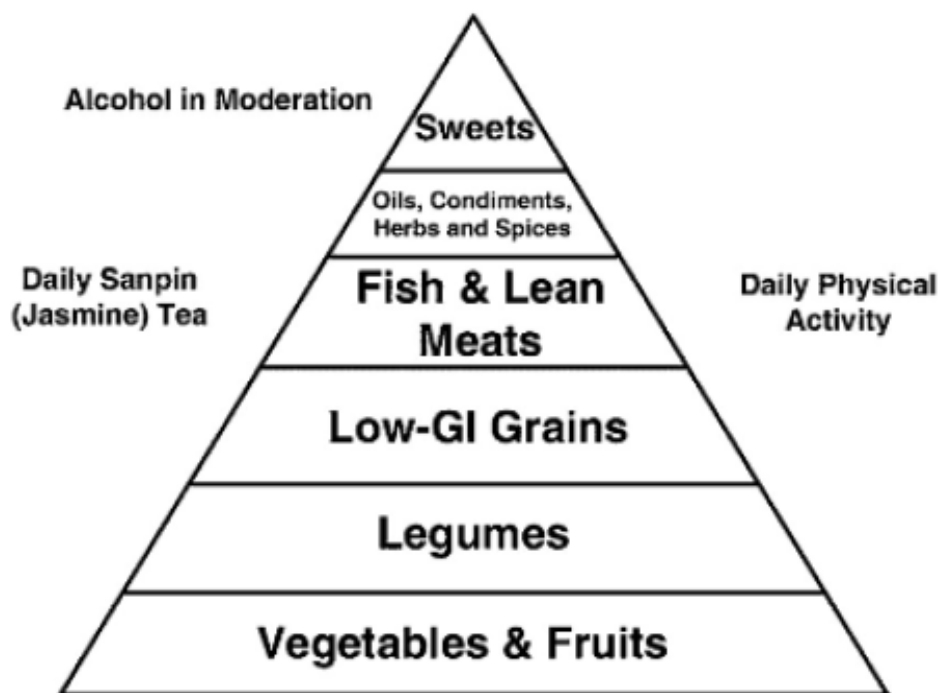 Alcohol in Moderation
Sweets
Oils, Condiments,
Herbs and Spices
Daily Sanpin
(Jasmine) Tea
Fish & Lean
Meats
Daily Physical
Activity
Low-GI Grains
Legumes
Vegetables & Fruits